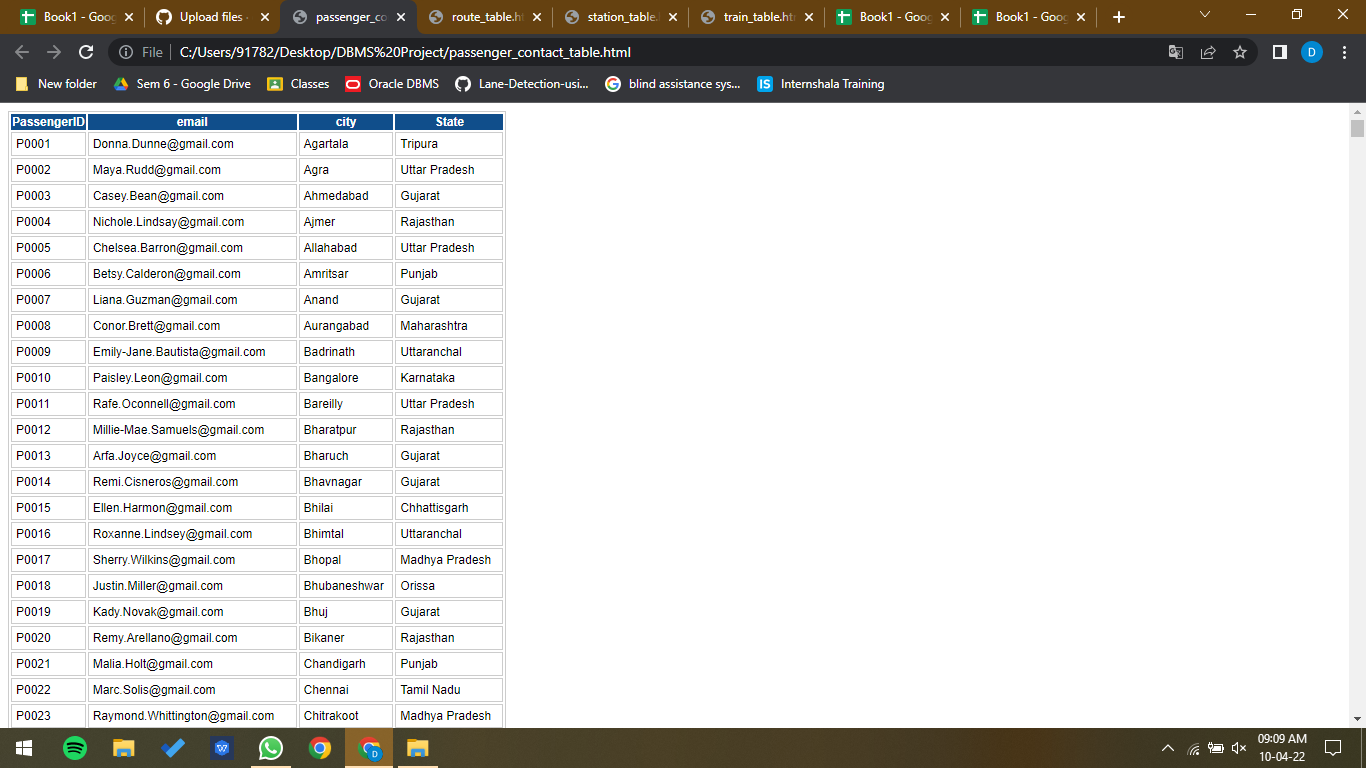 Book1 - Goog
Upload files ·
passenger_co
route_table.ht
station_table.
train_table.ht
Book1 - Goog
Book1 - Goog
File C:/Users/91782/Desktop/DBMS%20Project/passenger_contact_table.html
D
New folder Sem 6 - Google Drive Classes Oracle DBMS Lane-Detection-usi... G blind assistance sys... IS Internshala Training
PassengerID email city State
P0001 Donna.Dunne@gmail.com Agartala Tripura
P0002 Maya.Rudd@gmail.com Agra Uttar Pradesh
P0003 Casey.Bean@gmail.com Ahmedabad Gujarat
P0004 Nichole.Lindsay@gmail.com Ajmer Rajasthan
P0005 Chelsea.Barron@gmail.com Allahabad Uttar Pradesh
P0006 Betsy.Calderon@gmail.com Amritsar Punjab
P0007 Liana.Guzman@gmail.com Anand Gujarat
P0008 Conor.Brett@gmail.com Aurangabad Maharashtra
P0009 Emily-Jane.Bautista@gmail.com Badrinath Uttaranchal
P0010 Paisley.Leon@gmail.com Bangalore Karnataka
P0011 Rafe.Oconnell@gmail.com Bareilly Uttar Pradesh
P0012 Millie-Mae.Samuels@gmail.com Bharatpur Rajasthan
P0013 Arfa.Joyce@gmail.com Bharuch Gujarat
P0014 Remi.Cisneros@gmail.com Bhavnagar Gujarat
P0015 Ellen.Harmon@gmail.com Bhilai Chhattisgarh
P0016 Roxanne.Lindsey@gmail.com Bhimtal Uttaranchal
P0017 Sherry.Wilkins@gmail.com Bhopal Madhya Pradesh
P0018 Justin.Miller@gmail.com Bhubaneshwar Orissa
P0019 Kady.Novak@gmail.com Bhuj Gujarat
P0020 Remy.Arellano@gmail.com Bikaner Rajasthan
P0021 Malia.Holt@gmail.com Chandigarh Punjab
P0022 Marc.Solis@gmail.com Chennai Tamil Nadu
P0023 Raymond.Whittington@gmail.com Chitrakoot Madhya Pradesh
D
09:09 AM
10-04-22